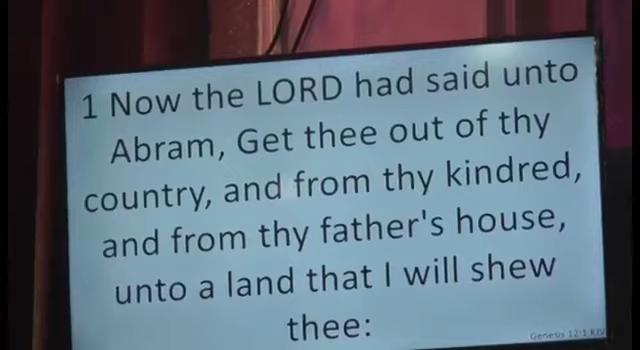 1 Now the LORD had said unto
Abram, Get thee out of thy
country, and from thy kindred,
and from thy father's house,
unto a land that I will shew
thee:
Genesis 12:1 KJV